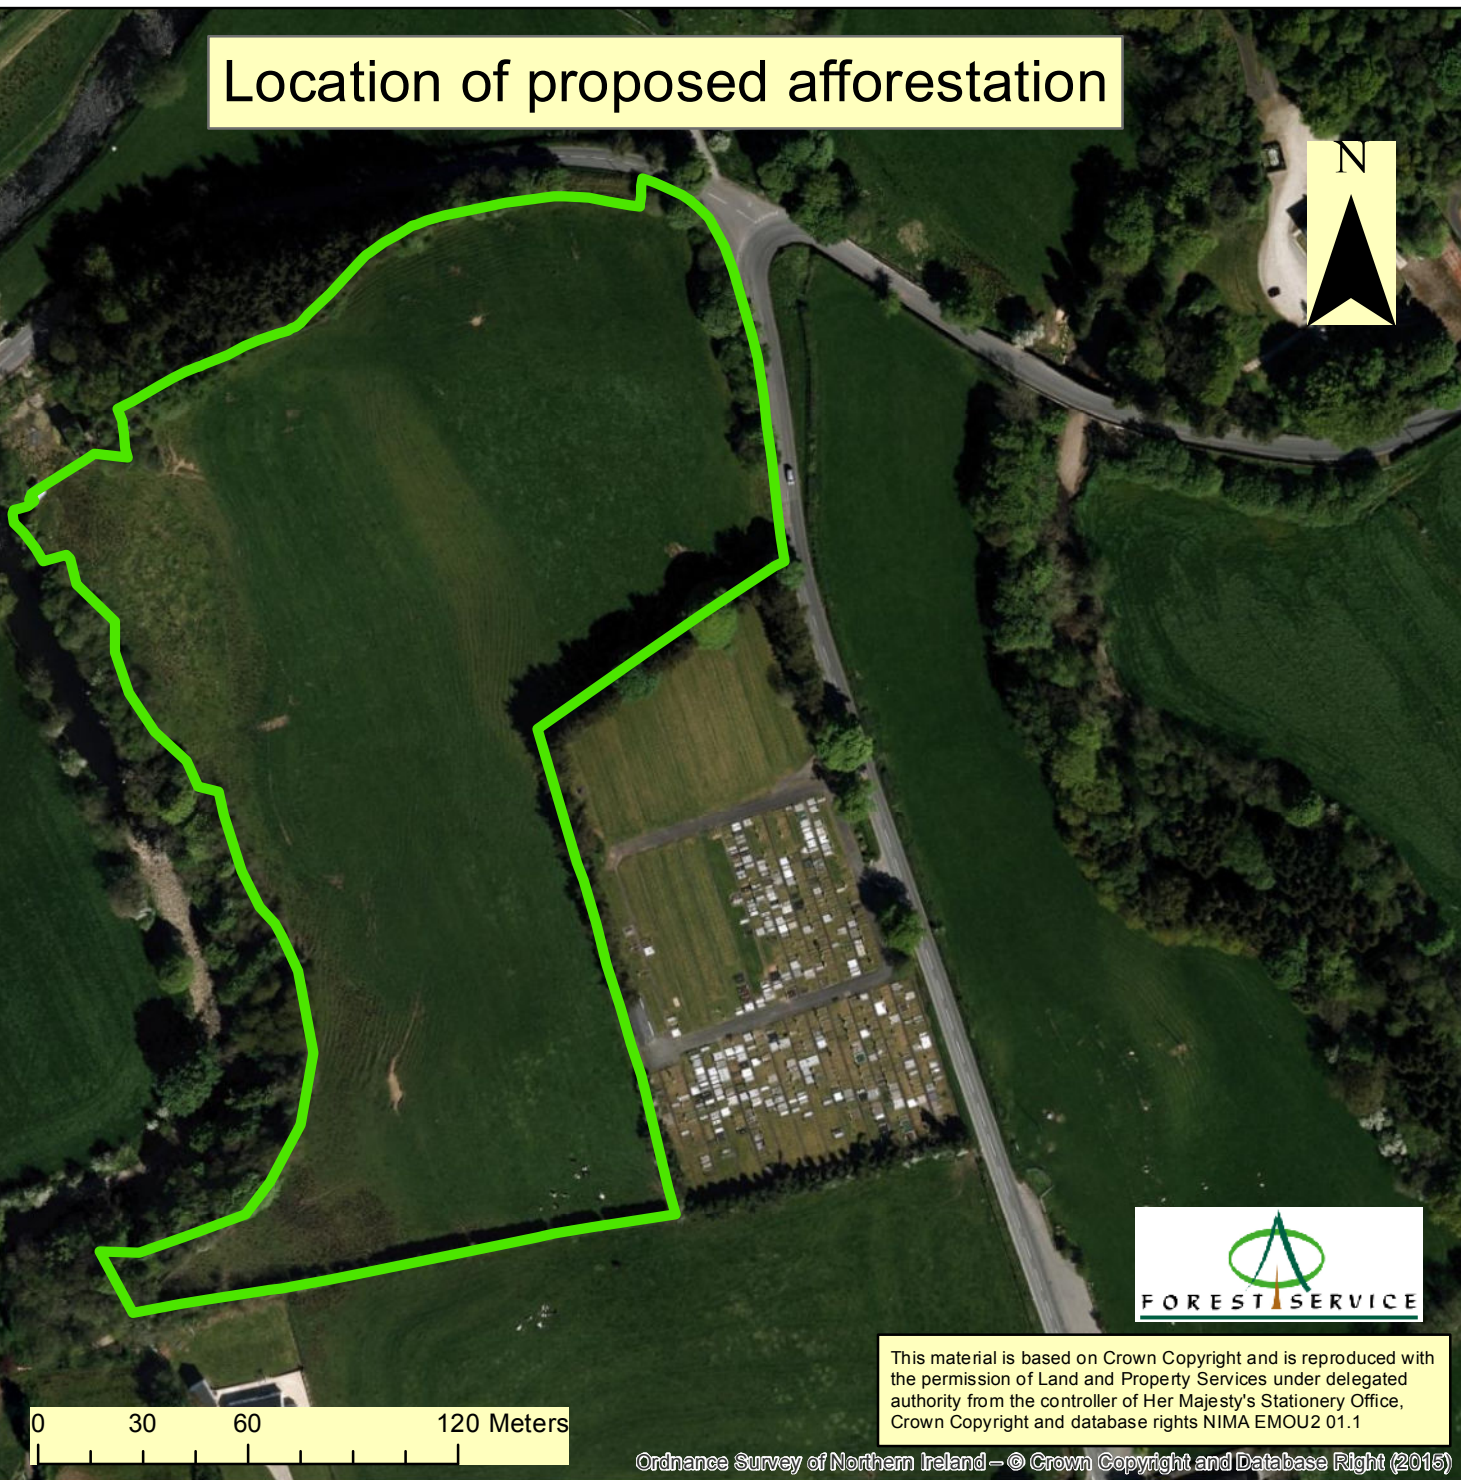 Location of proposed afforestation
N
FOREST SERVICE
This material is based on Crown Copyright and is reproduced with
the permission of Land and Property Services under delegated
authority from the controller of Her Majesty's Stationery Office,
Crown Copyright and database rights NIMA EMOU2 01.1
0 30 60 120 Meters
Ordnance Survey of Northern Ireland – © Crown Copyright and Database Right (2015)